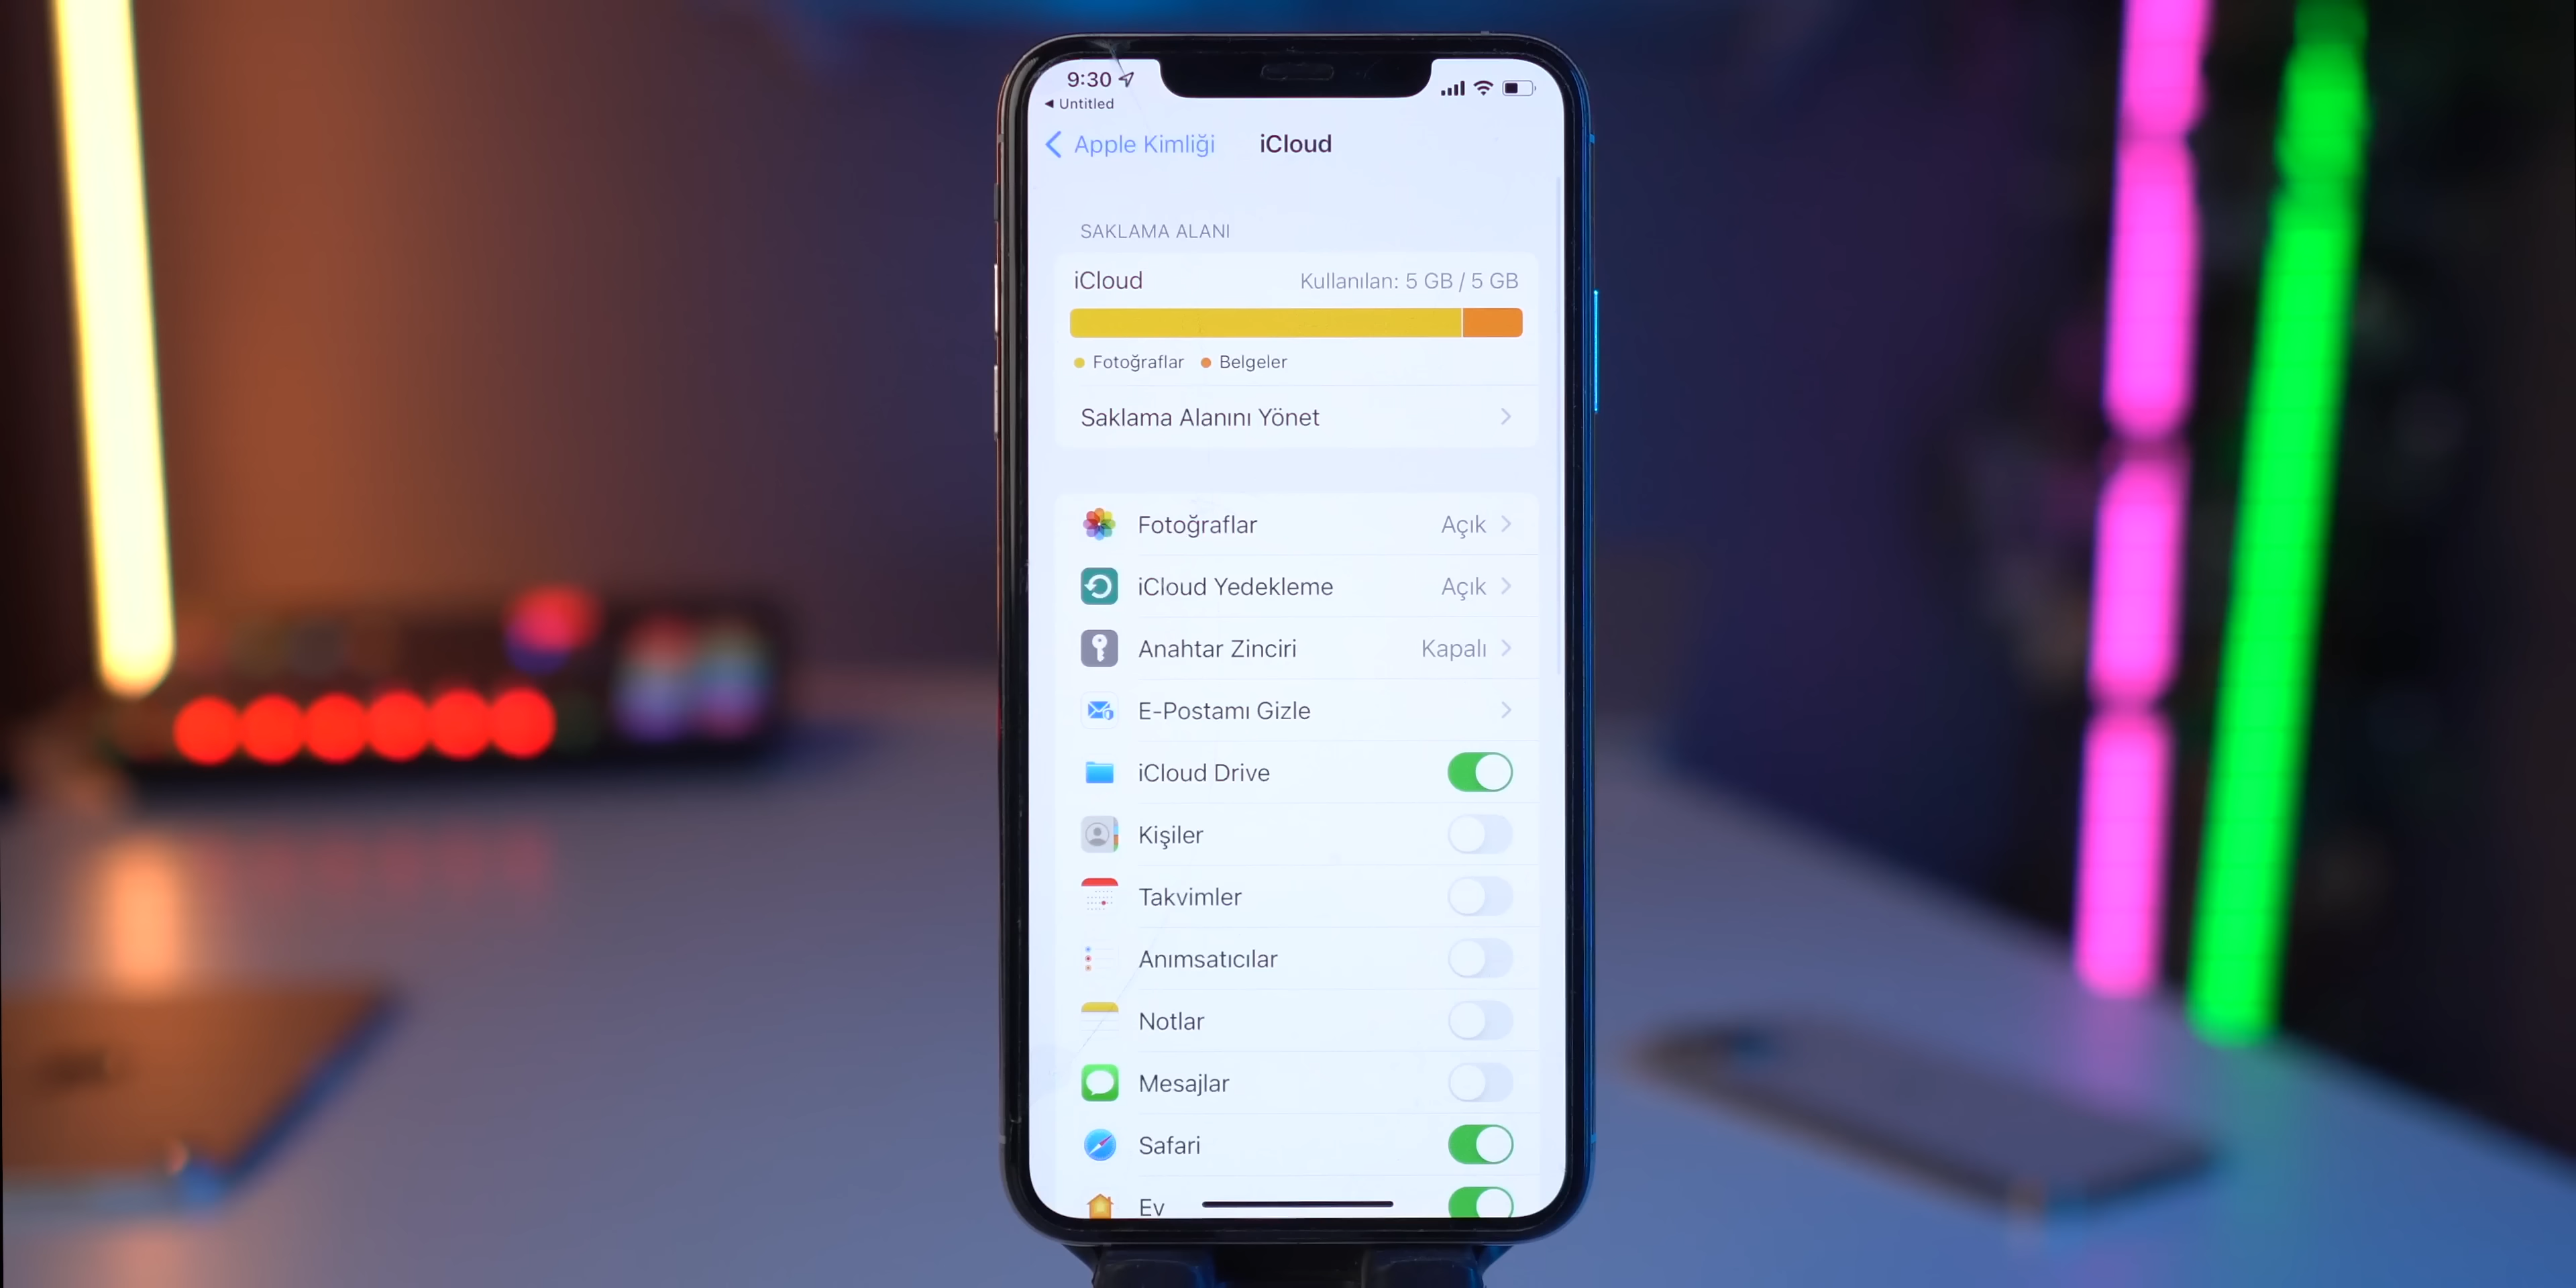 9:30
◀ Untitled
Apple Kimliği iCloud
SAKLAMA ALANI
iCloud Kullanılan: 5 GB / 5 GB
Fotoğraflar Belgeler
Saklama Alanını Yönet
Fotoğraflar Açık
iCloud Yedekleme Açık
Anahtar Zinciri Kapalı
E-Postamı Gizle
iCloud Drive
Kişiler
Takvimler
Anımsatıcılar
Notlar
Mesajlar
Safari
Ev